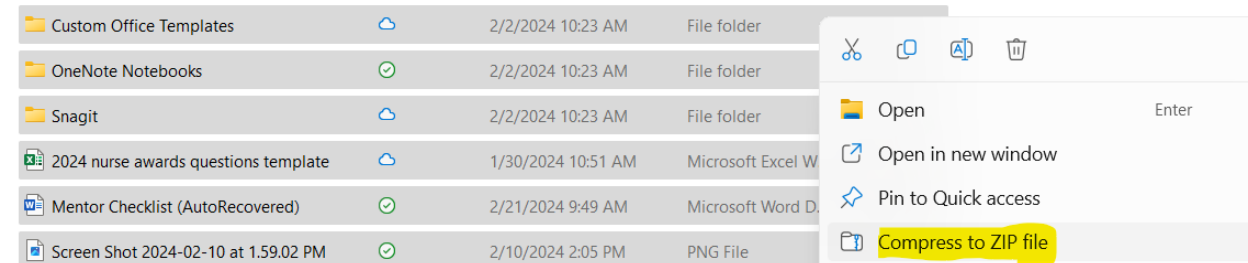 Custom Office Templates 2/2/2024 10:23 AM File folder
OneNote Notebooks 2/2/2024 10:23 AM File folder
Open Enter
Snagit 2/2/2024 10:23 AM File folder
Open in new window
2024 nurse awards questions template 1/30/2024 10:51 AM Microsoft Excel W
Pin to Quick access
Mentor Checklist (AutoRecovered) 2/21/2024 9:49 AM Microsoft Word D.
Compress to ZIP file
Screen Shot 2024-02-10 at 1.59.02 PM 2/10/2024 2:05 PM PNG File